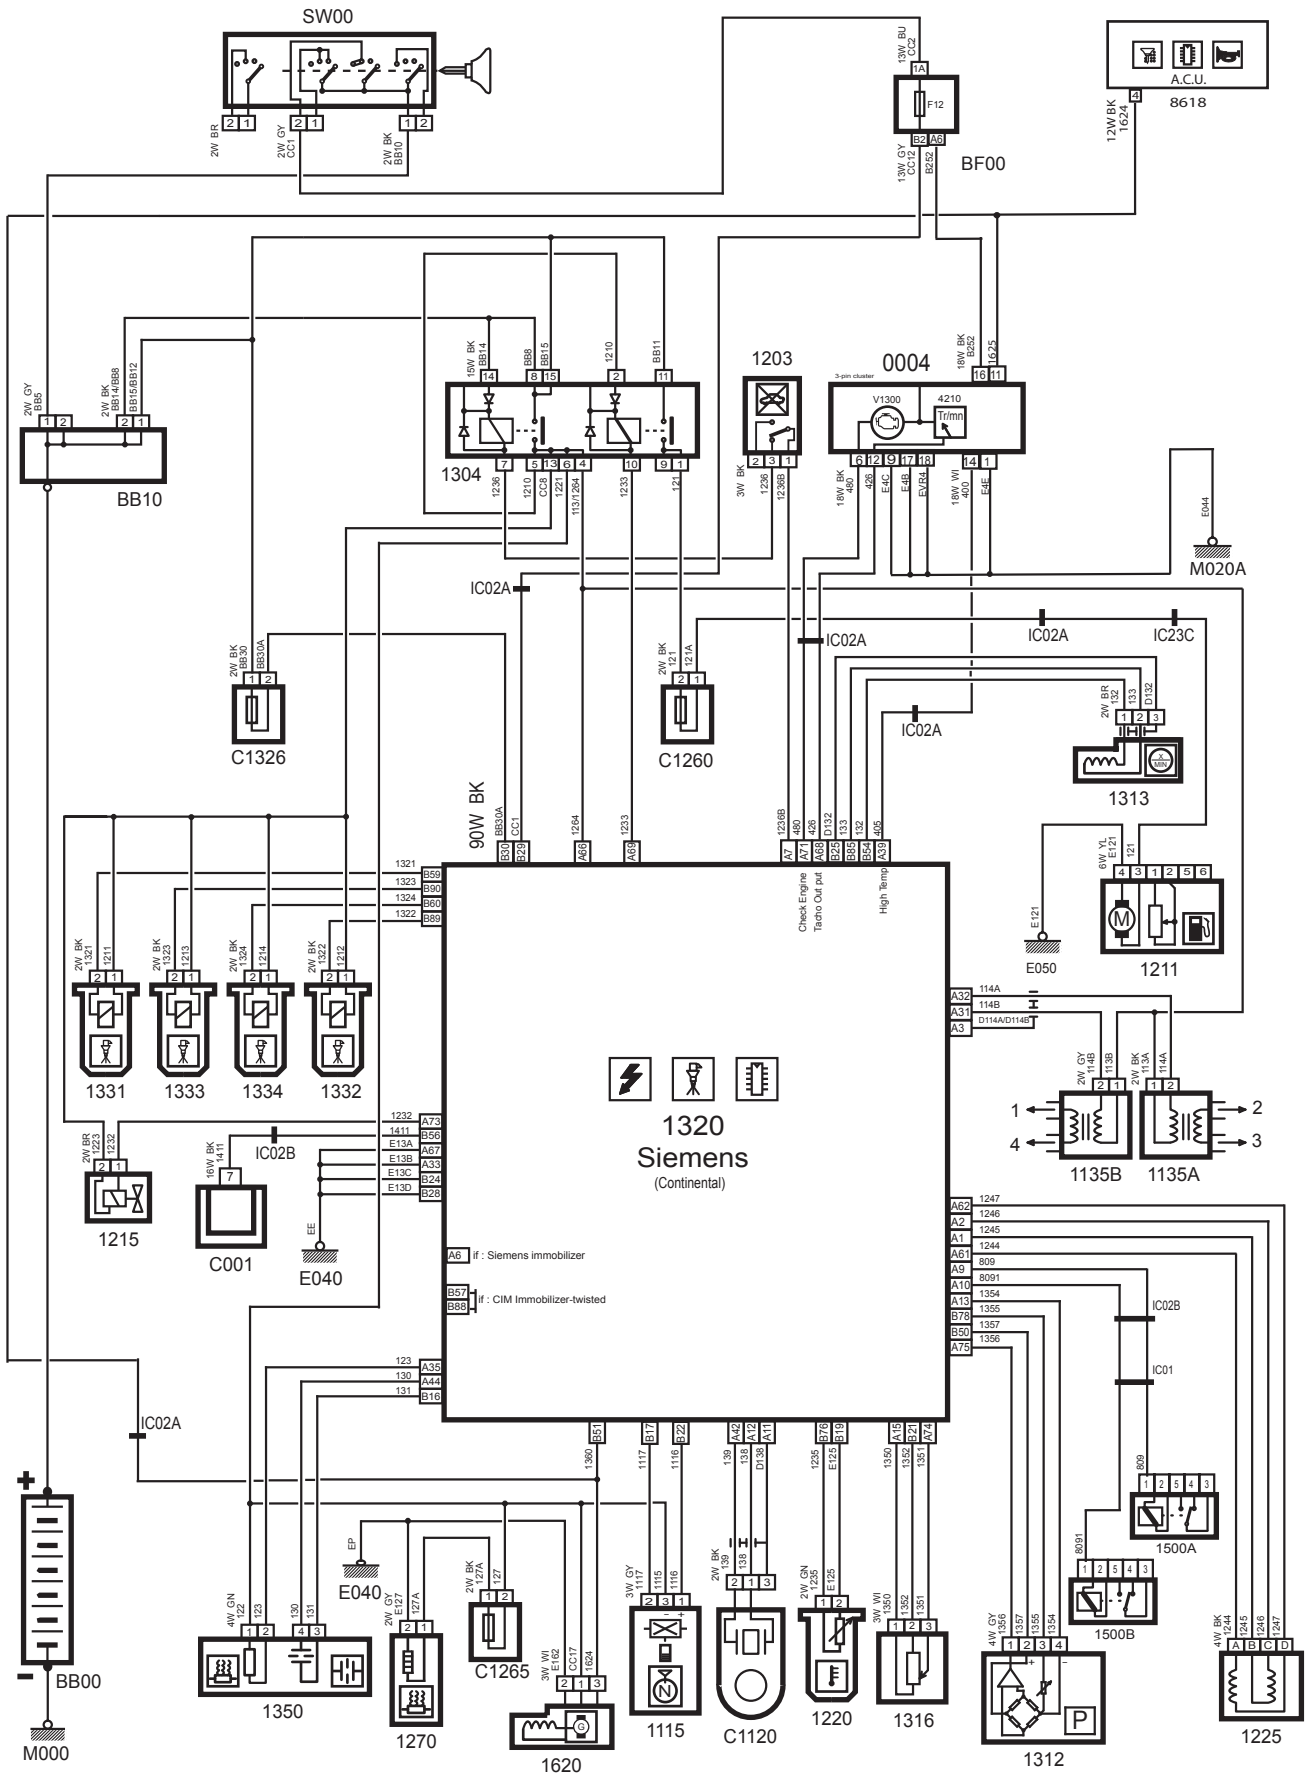 SW00
2 1 2 1 1 2
2W BR
2W GY
CC1
2W BK
BB10
13W BU
CC2
1A
F12
B2 A6
13W GY
CC12
B252
BF00
A.C.U.
4
8618
12W BK
1624
2W GY
BB5
2W BK
BB14/BB8
BB15/BB12
1 2 2 1
BB10
15W BK
BB14
BB8
BB15
1210
BB11
14 8 15 2 11
7 5 13 6 4 10 9 1
1304
1236
1210
CC8
1221
113/1264
1233
121
1203
2 3 1
3W BK
1236
1236B
0004
3-pin cluster
18W BK
B252
1625
16 11
V1300
4210
Tr/mn
6 12 9 17 18 14 1
18W BK
480
426
E4C
E4B
EVR4
18W WI
400
E4E
E044
M020A
IC02A
IC02A
IC02A
IC23C
IC02A
2W BK
BB30
BB30A
1 2
C1326
2W BK
121
121A
2 1
C1260
2W BR
132
133
D132
1 2 3
X
MIN
1313
90W BK
BB30A
CC1
1264
1233
1236B
480
426
D132
133
132
405
B30 B29 A66 A69 A7 A71 A68 B25 B85 B54 A39
Check Engine
Tacho Out put
High Temp
1321 B59
1323 B90
1324 B60
1322 B89
2W BK
1321
1211
2W BK
1323
1213
2W BK
1324
1214
2W BK
1322
1212
2 1 2 1 2 1 2 1
1331 1333 1334 1332
E121
E050
6W YL
E121
121
4 3 1 2 5 6
M
1211
A32 114A
A31 114B
A3 D114A/D114B
2W GY
114B
113B
2W BK
113A
114A
2 1 1 2
1
4
2
3
1135B 1135A
1320
Siemens
(Continental)
1232 A73
1411 B56
E13A A67
E13B A33
E13C B24
E13D B28
IC02B
2W BR
1223
1232
2 1
1215
16W BK
1411
7
C001
EE
E040
A6 if : Siemens immobilizer
B57
B88
if : CIM Immobilizer-twisted
123 A35
130 A44
131 B16
A62 1247
A2 1246
A1 1245
A61 1244
A9 809
A10 8091
A13 1354
B78 1355
B50 1357
A75 1356
IC02B
IC01
IC02A
B51 B17 B22 A42 A12 A11 B76 B19 A15 B21 A74
1360
1117
1116
139
138
D138
1235
E125
1350
1352
1351
+
-
BB00
M000
4W GN
122
123
130
131
1 2 4 3
1350
EP
E040
2W GY
E127
127A
2 1
1270
2W BK
127A
127
1 2
C1265
3W WI
E162
CC17
1624
2 1 3
G
1620
3W GY
1117
1115
1116
2 3 1
- +
N
1115
2W BK
139
138
2 1 3
C1120
2W GN
1235
E125
1 2
1220
3W WI
1350
1352
1351
1 2 3
1316
4W GY
1356
1357
1355
1354
1 2 3 4
+ -
P
1312
8091
1 2 5 4 3
1500B
809
1 2 5 4 3
1500A
4W BK
1244
1245
1246
1247
A B C D
1225